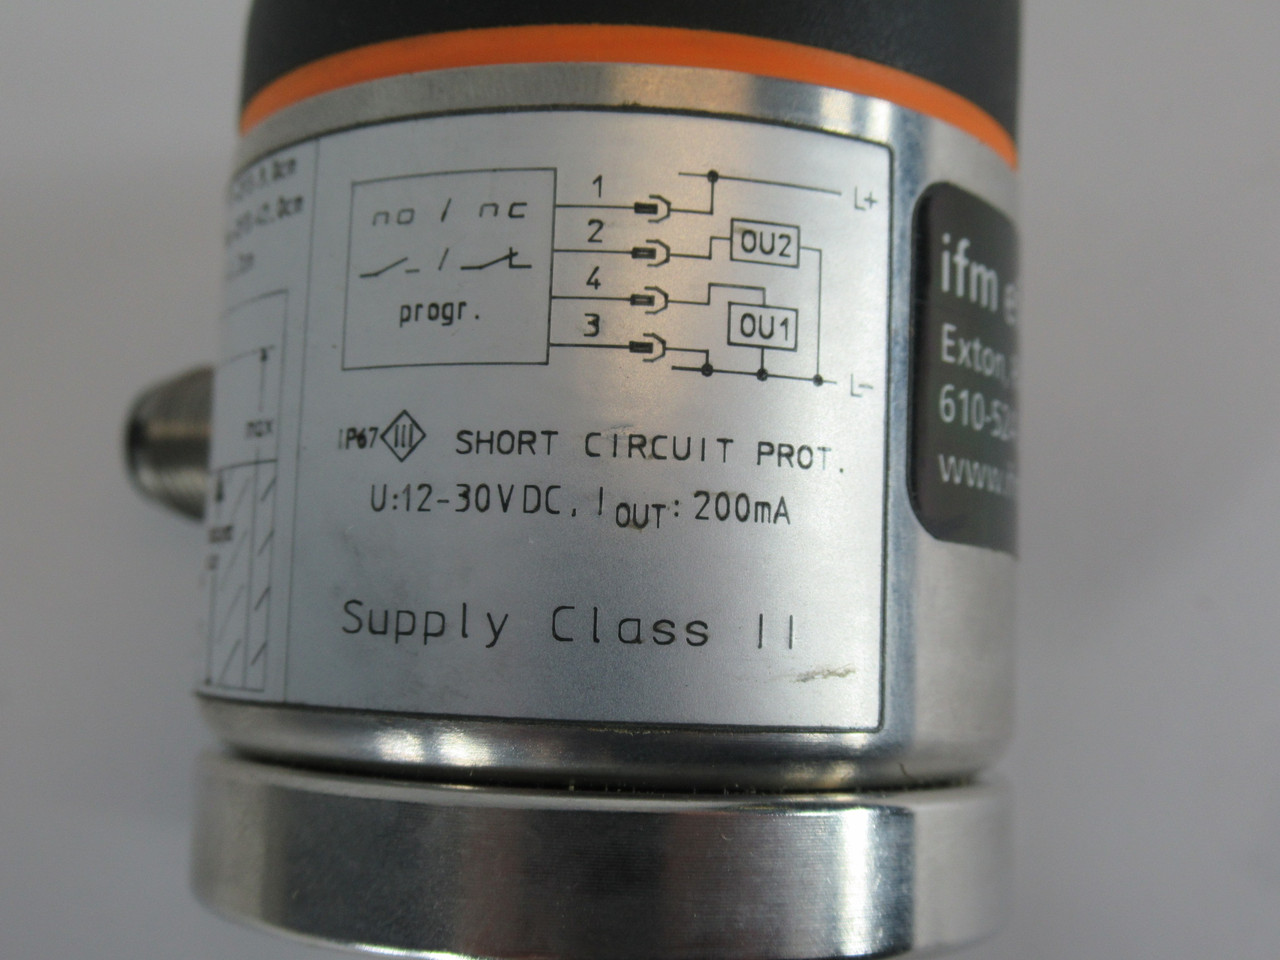 no / nc
progr.
1
2
4
3
OU2
OU1
L+
L-
IP67 III SHORT CIRCUIT PROT.
U:12-30VDC, IOUT: 200mA
Supply Class II
max
ifm
Exton,
610-52
www.